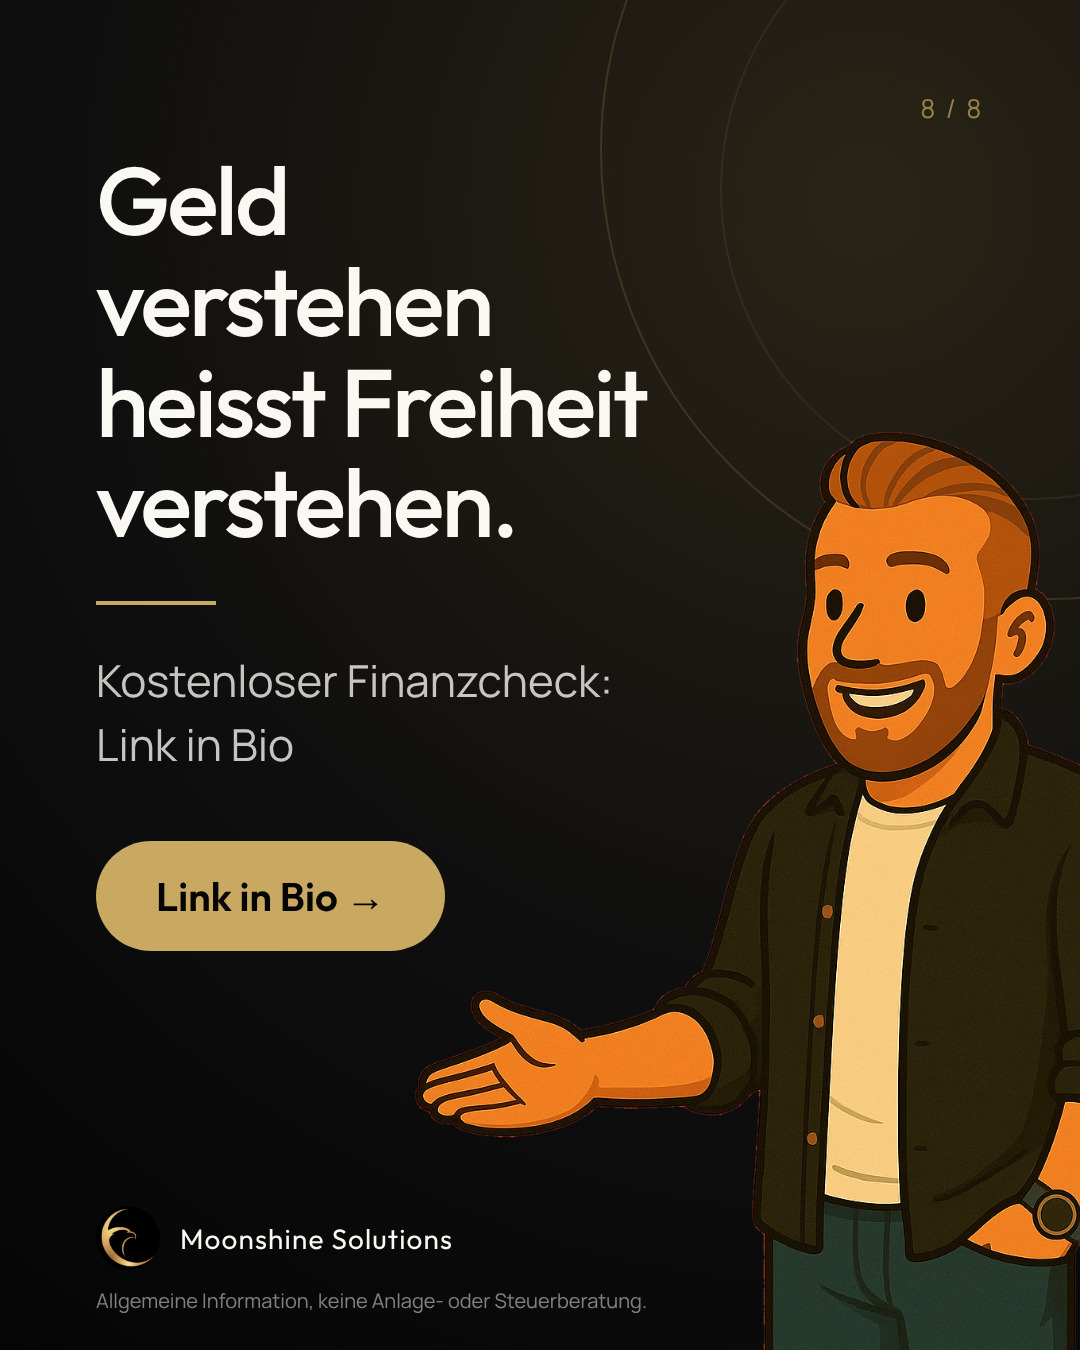 8 / 8
Geld
verstehen
heisst Freiheit
verstehen.
Kostenloser Finanzcheck:
Link in Bio
Link in Bio →
Moonshine Solutions
Allgemeine Information, keine Anlage- oder Steuerberatung.